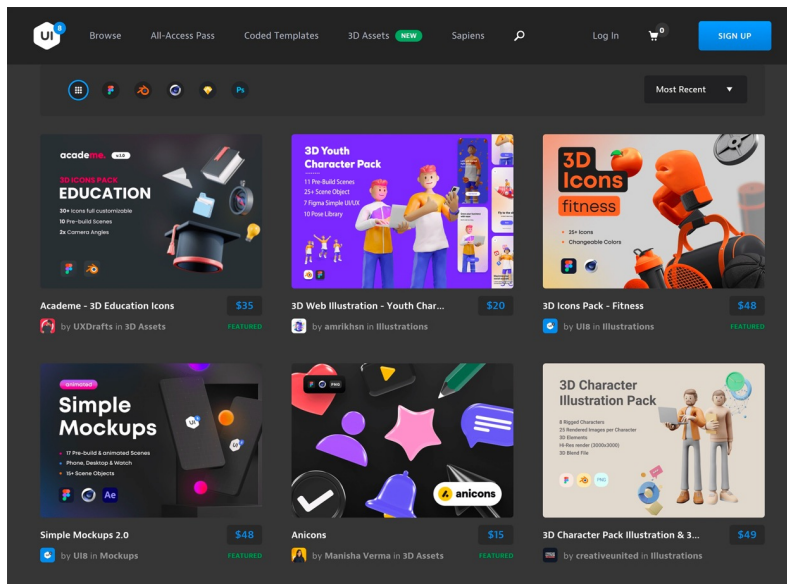 UI 8
Browse
All-Access Pass
Coded Templates
3D Assets NEW
Sapiens
Log In
0
SIGN UP
Ps
Most Recent
academe. v.1.0
3D ICONS PACK
EDUCATION
30+ Icons full customizable
10 Pre-build Scenes
2x Camera Angles
Academe - 3D Education Icons
$35
by UXDrafts in 3D Assets
FEATURED
3D Youth
Character Pack
11 Pre-Build Scenes
25+ Scene Object
7 Figma Simple UI/UX
10 Pose Library
3D Web Illustration - Youth Char...
$20
by amrikhsn in Illustrations
3D
Icons
fitness
25+ Icons
Changeable Colors
3D Icons Pack - Fitness
$48
by UI8 in Illustrations
FEATURED
animated
Simple
Mockups
17 Pre-build & animated Scenes
Phone, Desktop & Watch
15+ Scene Objects
Ae
UI
UI
Simple Mockups 2.0
$48
by UI8 in Mockups
FEATURED
PNG
anicons
Anicons
$15
by Manisha Verma in 3D Assets
FEATURED
3D Character
Illustration Pack
8 Rigged Characters
25 Rendered Images per Character
3D Elements
Hi-Res render (3000x3000)
3D Blend File
PNG
3D Character Pack Illustration & 3...
$49
by creativeunited in Illustrations